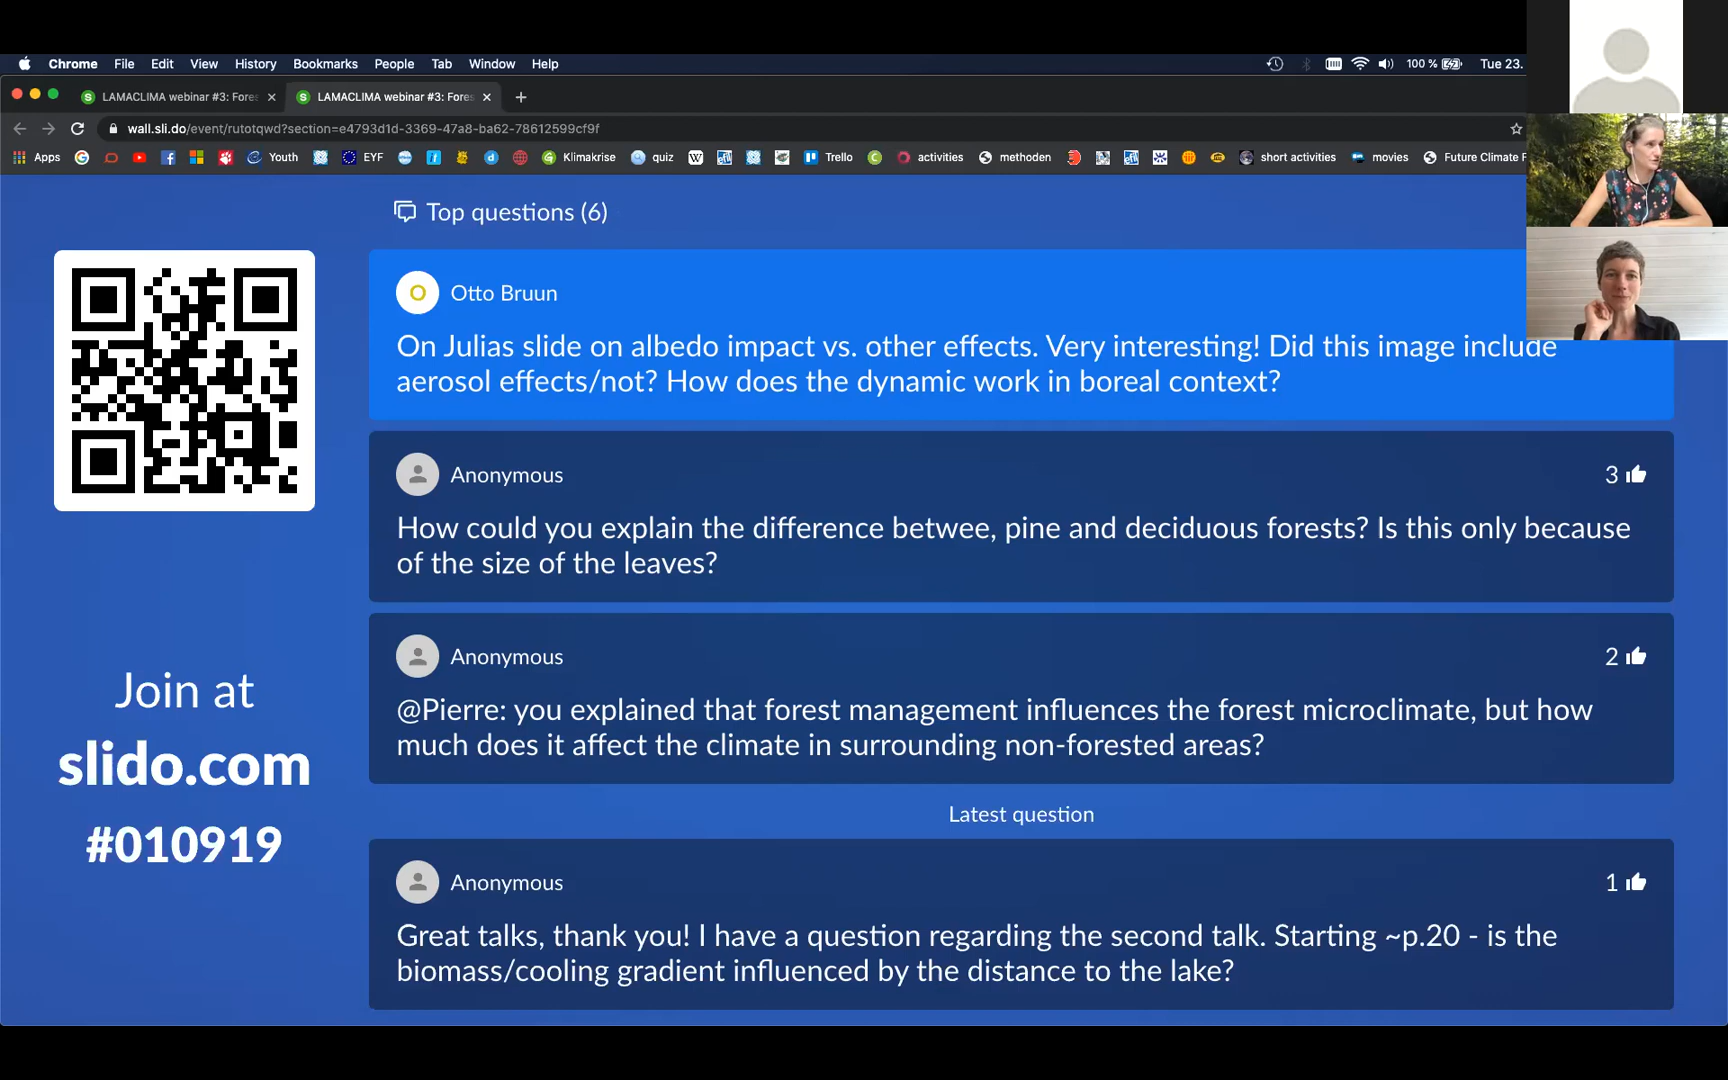 Chrome File Edit View History Bookmarks People Tab Window Help 100 % Tue 23.
LAMACLIMA webinar #3: Fores
LAMACLIMA webinar #3: Fores
wall.sli.do/event/rutotqwd?section=e4793d1d-3369-47a8-ba62-78612599cf9f
Apps Youth EYF Klimakrise quiz Trello activities methoden short activities movies Future Climate F
Top questions (6)
Otto Bruun
On Julias slide on albedo impact vs. other effects. Very interesting! Did this image include
aerosol effects/not? How does the dynamic work in boreal context?
Anonymous
3
How could you explain the difference betwee, pine and deciduous forests? Is this only because
of the size of the leaves?
Anonymous
2
@Pierre: you explained that forest management influences the forest microclimate, but how
much does it affect the climate in surrounding non-forested areas?
Latest question
Anonymous
1
Great talks, thank you! I have a question regarding the second talk. Starting ~p.20 - is the
biomass/cooling gradient influenced by the distance to the lake?
Join at
slido.com
#010919